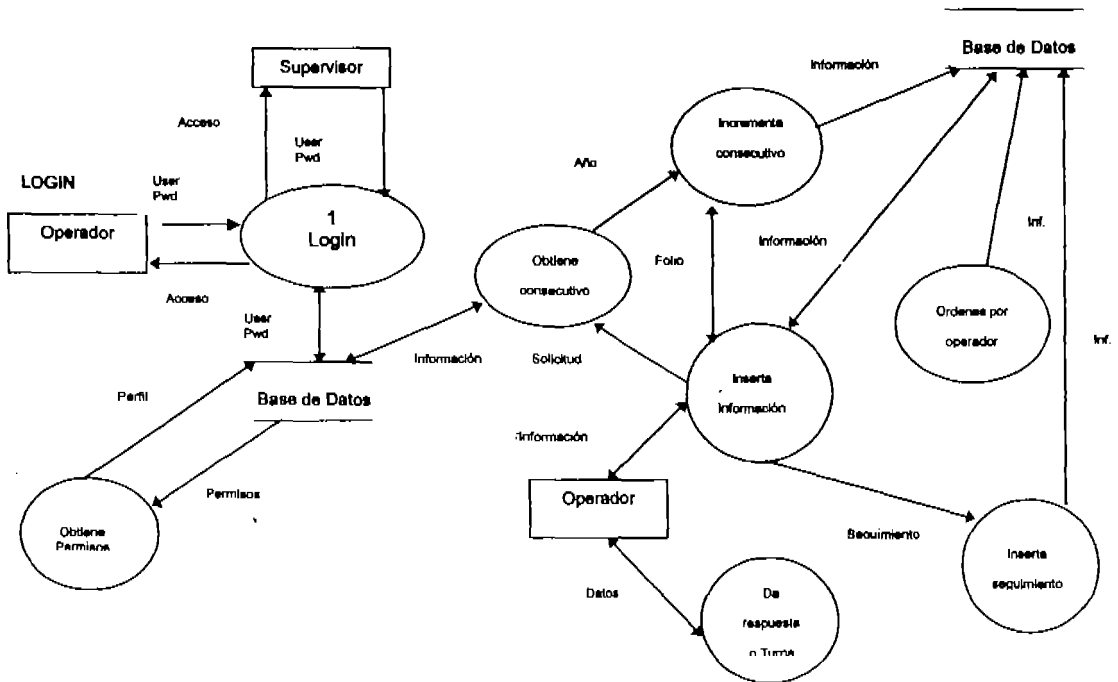 Base de Datos
Supervisor
Información
Acceso
User
Pwd
Incrementa
consecutivo
Año
LOGIN
User
Pwd
1
Login
Operador
Inf.
Obtiene
consecutivo
Folio
Información
Acceso
User
Pwd
Ordenes por
operador
Información
Solicitud
Inf.
Perfil
Base de Datos
Inserta
Información
Información
Permisos
Operador
Obtiene
Permisos
Seguimiento
Inserta
seguimiento
Datos
Da
respuesta
o Turna